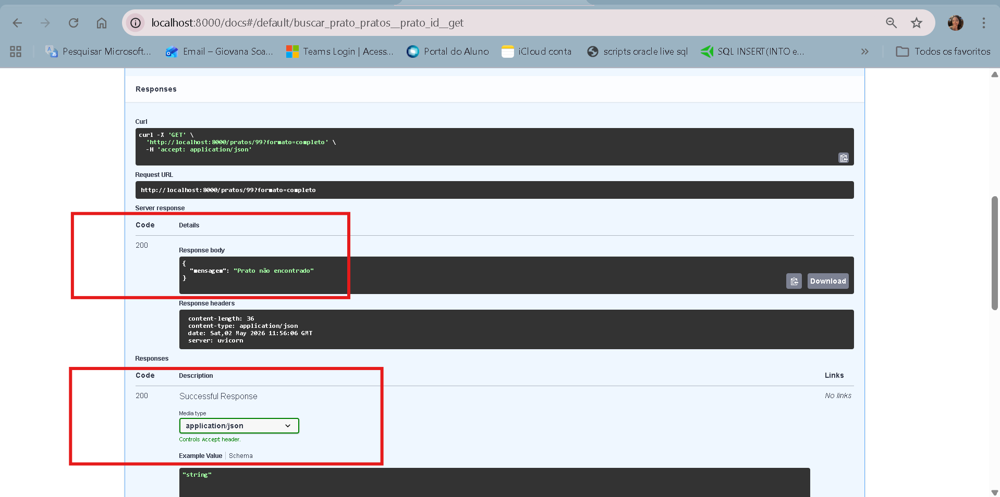 localhost:8000/docs#/default/buscar_prato_pratos__prato_id__get
Pesquisar Microsoft...
Email – Giovana Soa...
Teams Login | Acess...
Portal do Aluno
iCloud conta
scripts oracle live sql
SQL INSERT(INTO e...
»
Todos os favoritos
Responses
Curl
curl -X 'GET' \
'http://localhost:8000/pratos/99?formato=completo' \
-H 'accept: application/json'
Request URL
http://localhost:8000/pratos/99?formato=completo
Server response
Code Details
200
Response body
{
"mensagem": "Prato não encontrado"
}
Download
Response headers
content-length: 36
content-type: application/json
date: Sat,02 May 2026 11:56:06 GMT
server: uvicorn
Responses
Code Description Links
200 Successful Response No links
Media type
application/json
Controls Accept header.
Example Value | Schema
"string"